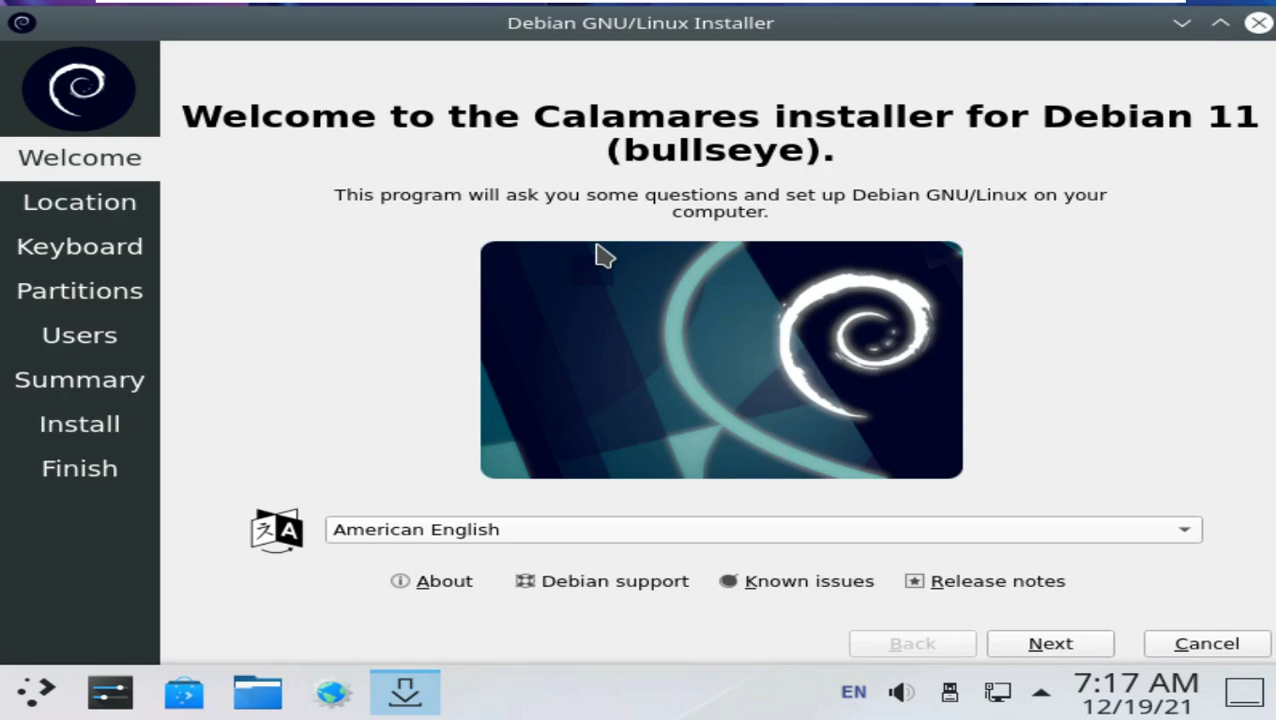 Debian GNU/Linux Installer
Welcome to the Calamares installer for Debian 11
(bullseye).
This program will ask you some questions and set up Debian GNU/Linux on your
computer.
Welcome
Location
Keyboard
Partitions
Users
Summary
Install
Finish
American English
About
Debian support
Known issues
Release notes
Back
Next
Cancel
EN
7:17 AM
12/19/21